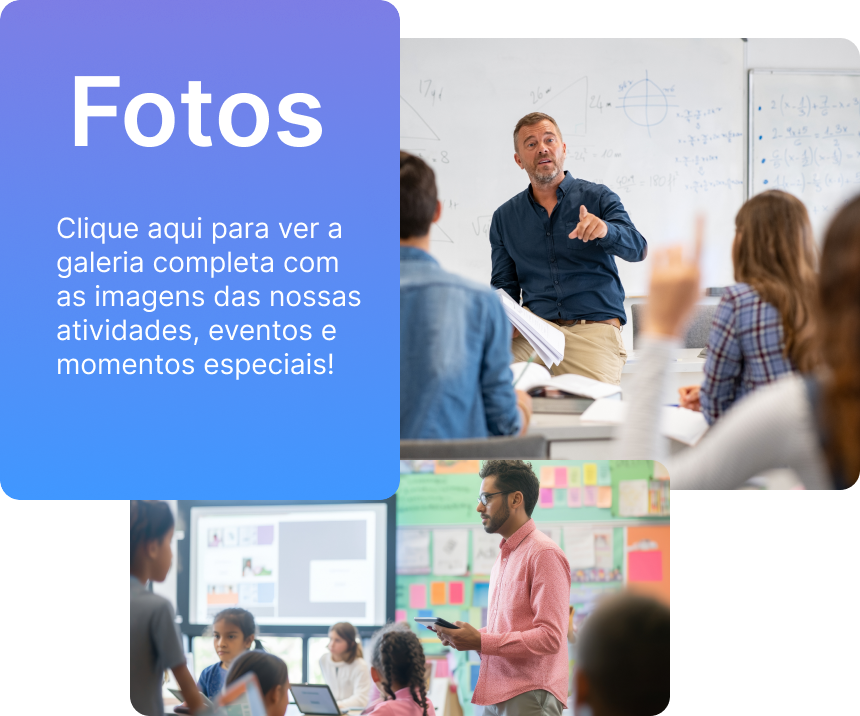 Fotos
Clique aqui para ver a
galeria completa com
as imagens das nossas
atividades, eventos e
momentos especiais!